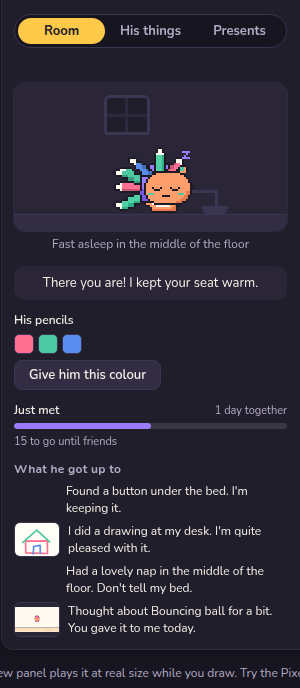 Room His things Presents
z
Fast asleep in the middle of the floor
There you are! I kept your seat warm.
His pencils
Give him this colour
Just met 1 day together
15 to go until friends
What he got up to
Found a button under the bed. I'm
keeping it.
I did a drawing at my desk. I'm quite
pleased with it.
Had a lovely nap in the middle of the
floor. Don't tell my bed.
Thought about Bouncing ball for a bit.
You gave it to me today.
panel plays it at real size while you draw. Try the